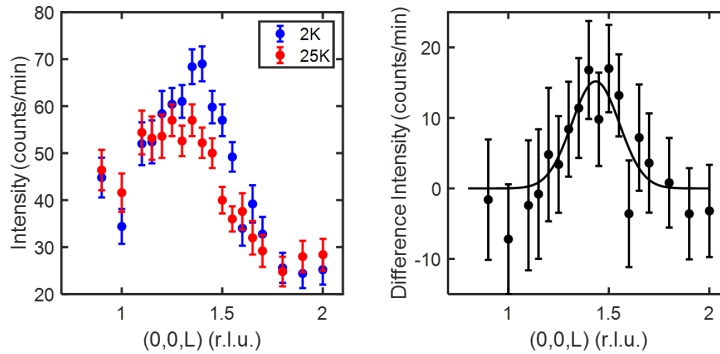 Intensity (counts/min)
80
70
60
50
40
30
20
2K
25K
1
1.5
2
(0,0,L) (r.l.u.)
Difference Intensity (counts/min)
20
10
0
-10
1
1.5
2
(0,0,L) (r.l.u.)